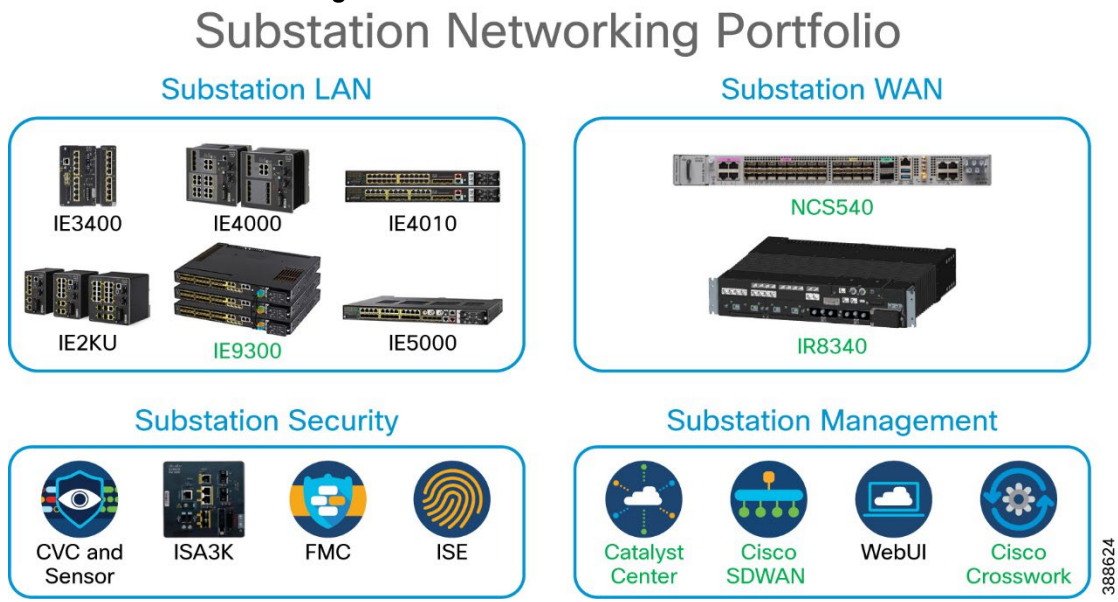 Substation Networking Portfolio
Substation LAN
IE3400
IE4000
IE4010
IE2KU
IE9300
IE5000
Substation WAN
NCS540
IR8340
Substation Security
CVC and
Sensor
ISA3K
FMC
ISE
Substation Management
Catalyst
Center
Cisco
SDWAN
WebUI
Cisco
Crosswork
388624